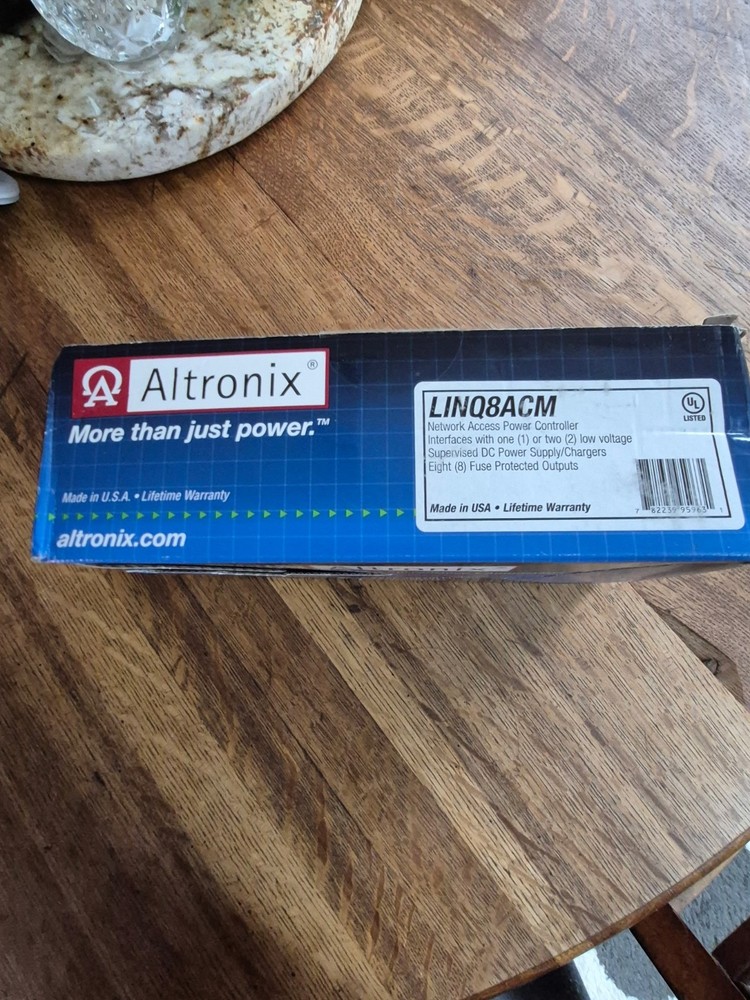 Altronix®
More than just power.™
Made in U.S.A. • Lifetime Warranty
altronix.com
LINQ8ACM
Network Access Power Controller
Interfaces with one (1) or two (2) low voltage
Supervised DC Power Supply/Chargers
Eight (8) Fuse Protected Outputs
Made in USA • Lifetime Warranty
UL
LISTED
Altronix